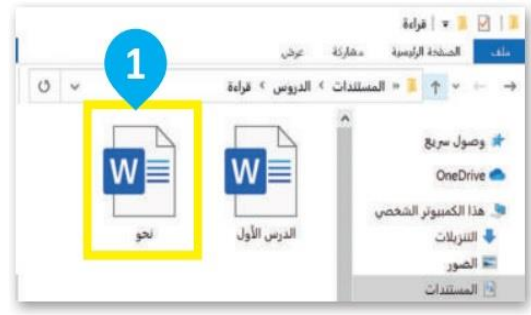 قراءة
ملف الصفحة الرئيسية مشاركة عرض
المستندات > الدروس > قراءة
1
وصول سريع
OneDrive
هذا الكمبيوتر الشخصي
التنزيلات
الصور
المستندات
W W
الدرس الأول نحو